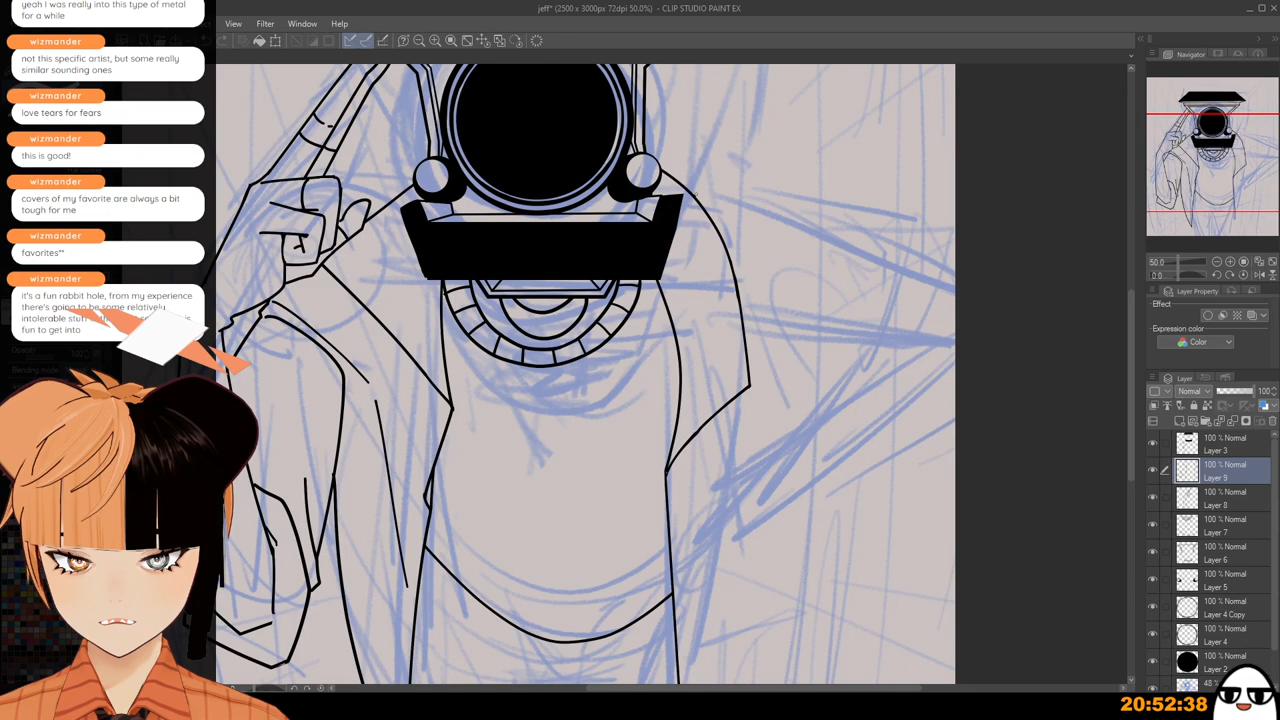 jeff* (2500 x 3000px 72dpi 50.0%) - CLIP STUDIO PAINT EX
View Filter Window Help
yeah I was really into this type of metal
for a while
wizmander
not this specific artist, but some really
similar sounding ones
wizmander
love tears for fears
wizmander
this is good!
wizmander
covers of my favorite are always a bit
tough for me
wizmander
favorites**
wizmander
it's a fun rabbit hole, from my experience
there's going to be some relatively
intolerable
fun to get into
Navigator
50.0
0.0
Layer Property
Effect
Expression color
Color
Layer
Normal 100
100 % Normal
Layer 3
100 % Normal
Layer 9
100 % Normal
Layer 8
100 % Normal
Layer 7
100 % Normal
Layer 6
100 % Normal
Layer 5
100 % Normal
Layer 4 Copy
100 % Normal
Layer 4
100 % Normal
Layer 2
48 %
20:52:38